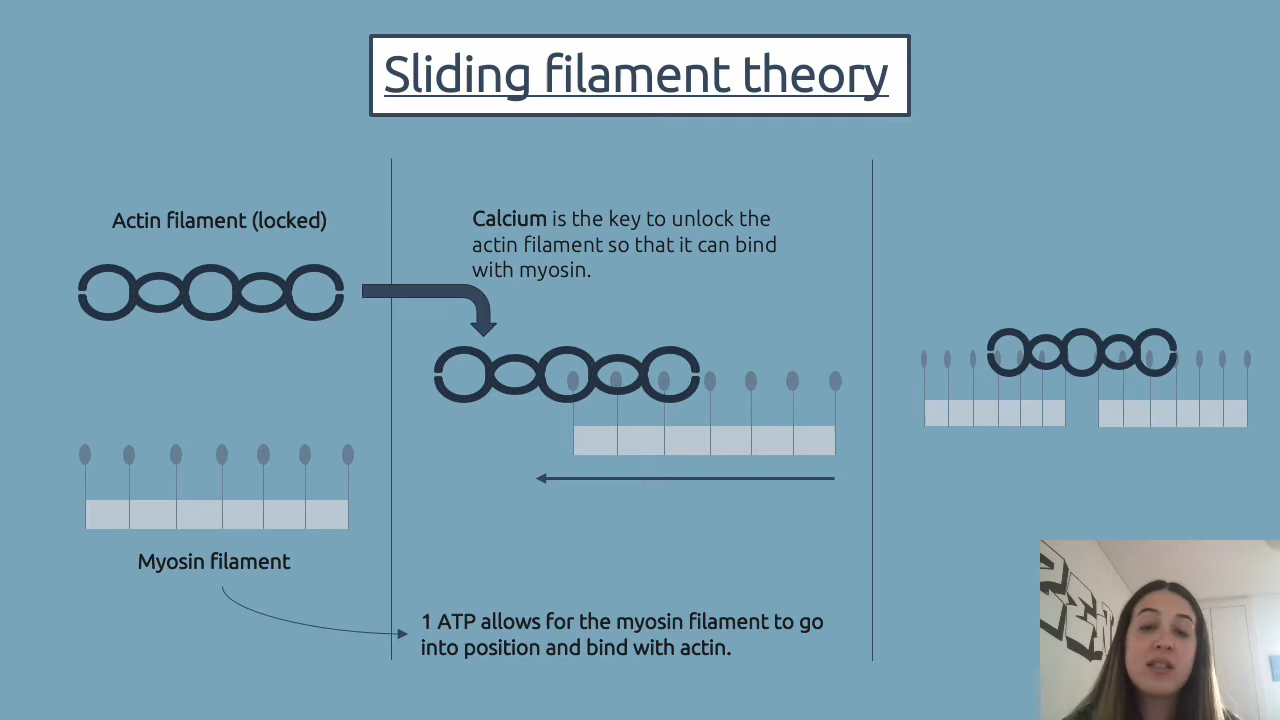 Sliding filament theory
Actin filament (locked)
Calcium is the key to unlock the
actin filament so that it can bind
with myosin.
Myosin filament
1 ATP allows for the myosin filament to go
into position and bind with actin.